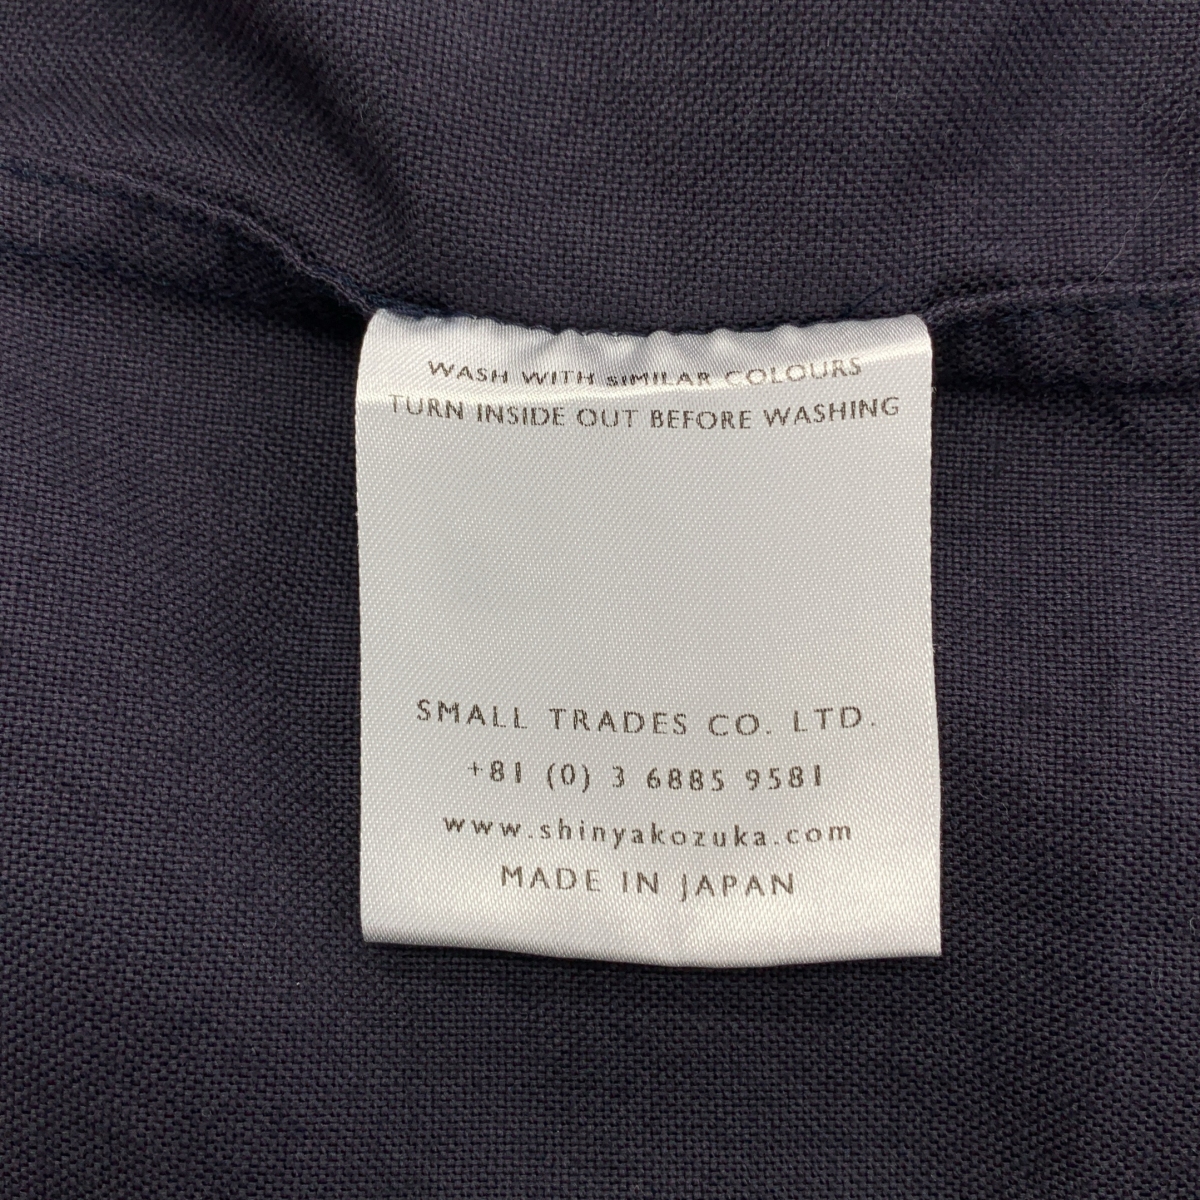 WASH WITH SIMILAR COLOURS
TURN INSIDE OUT BEFORE WASHING
SMALL TRADES CO. LTD.
+81 (0) 3 6885 9581
www.shinyakozuka.com
MADE IN JAPAN